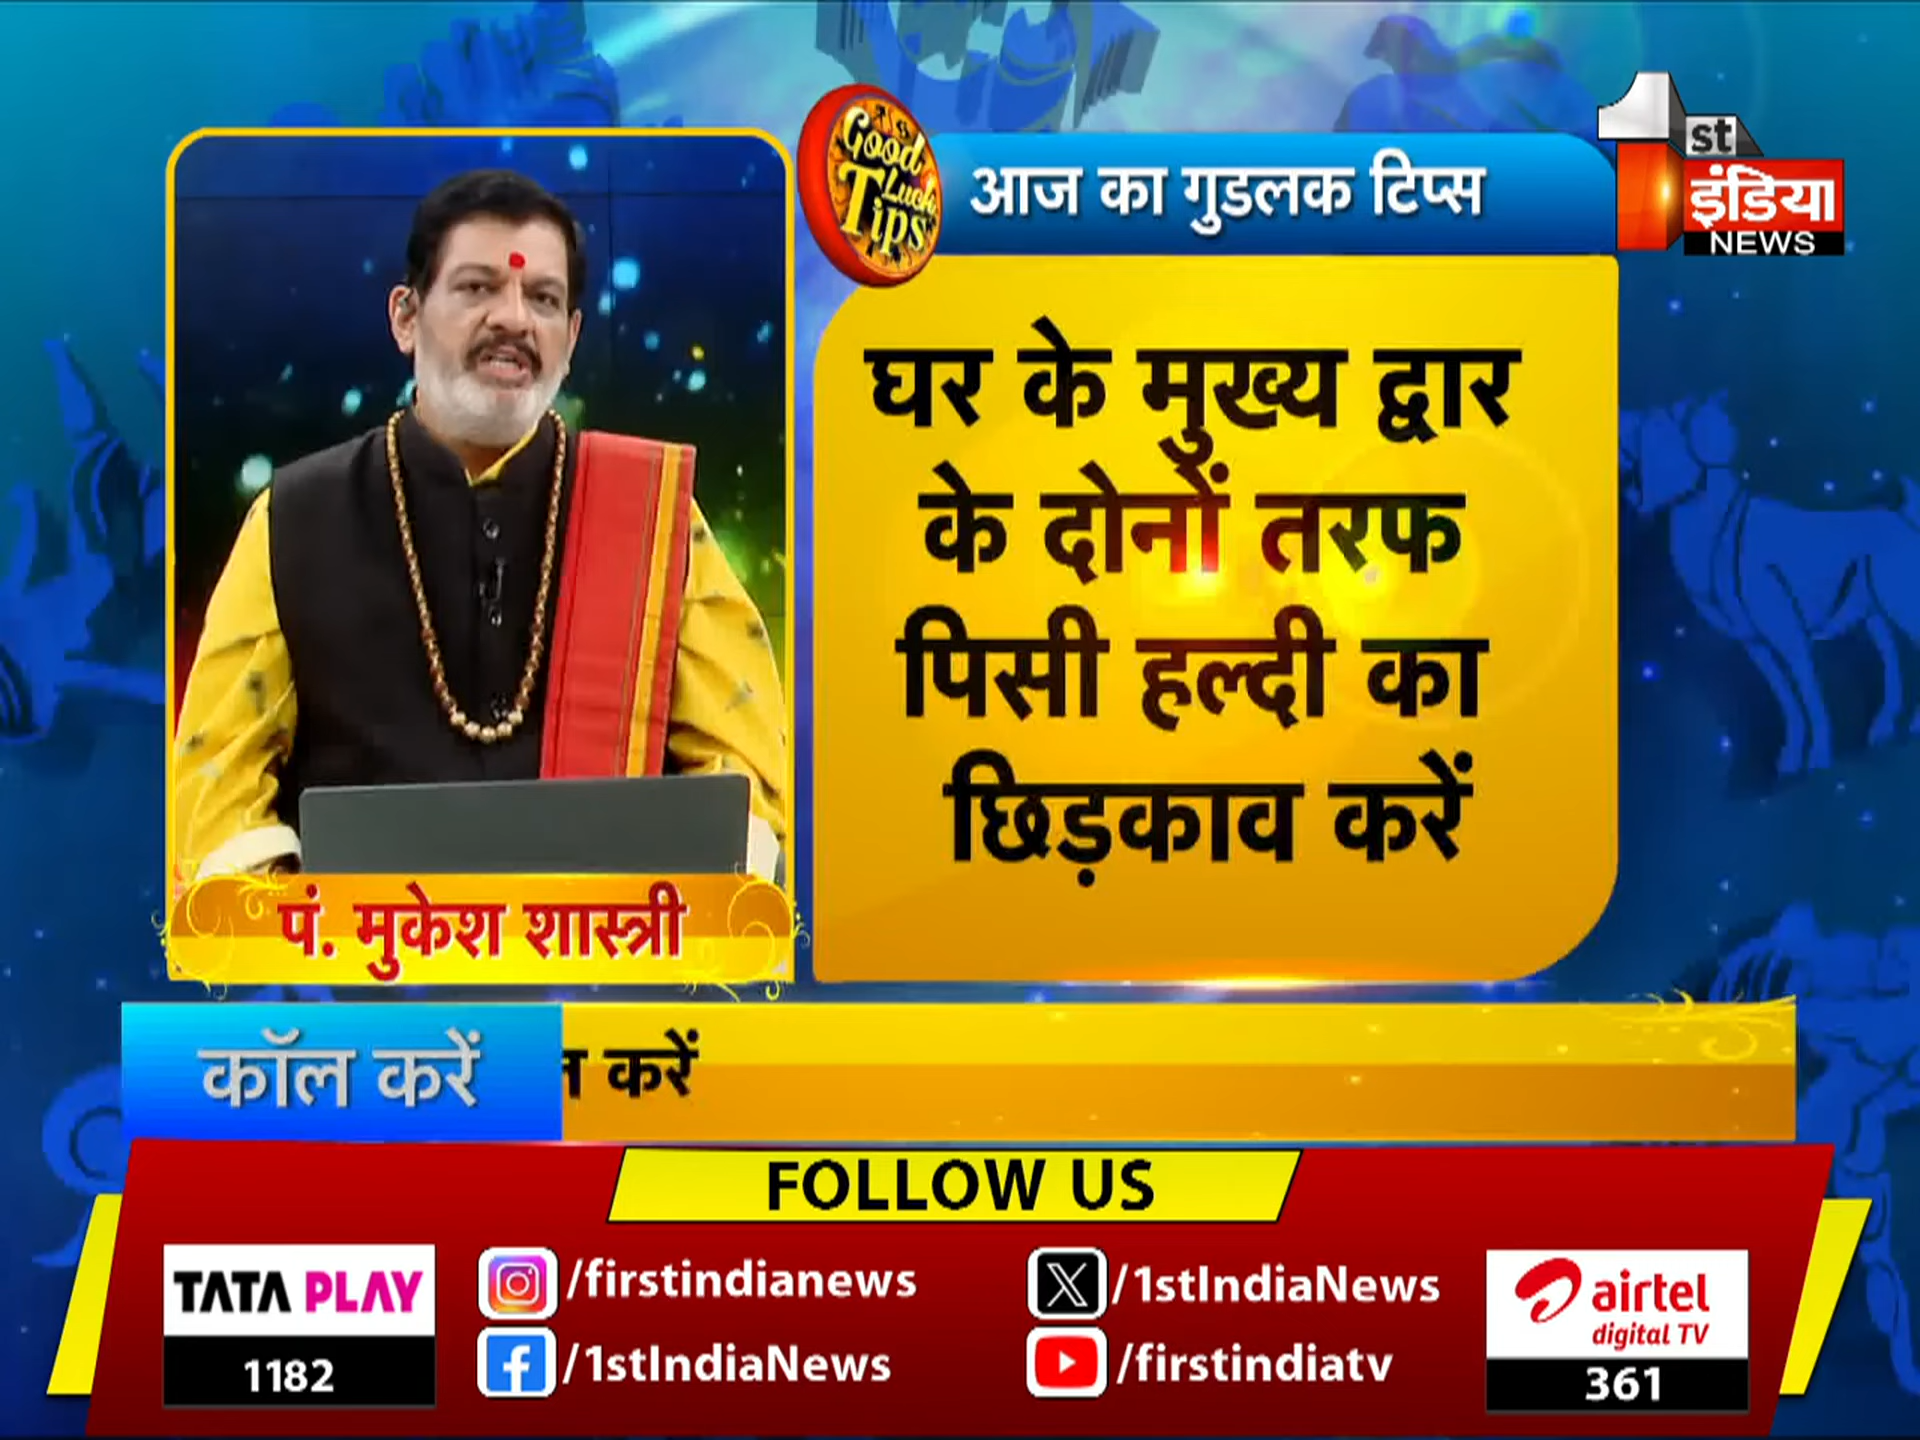 Good
Luck
Tips
आज का गुडलक टिप्स
1st
इंडिया
NEWS
घर के मुख्य द्वार
के दोनों तरफ
पिसी हल्दी का
छिड़काव करें
पं. मुकेश शास्त्री
कॉल करें
करें
FOLLOW US
TATA PLAY
1182
/firstindianews
/1stIndiaNews
/1stIndiaNews
/firstindiatv
airtel
digital TV
361